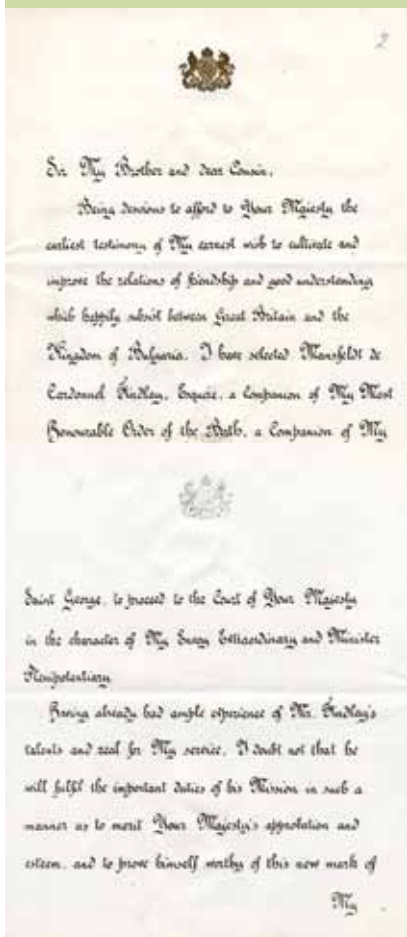 2
Sir My Brother and dear Cousin,
Being desirous to afford to Your Majesty the
earliest testimony of My earnest wish to cultivate and
improve the relations of friendship and good understanding
which happily subsist between Great Britain and the
Kingdom of Bulgaria, I have selected Mansfeldt de
Cardonnel Findlay, Esquire, a Companion of My Most
Honourable Order of the Bath, a Companion of My
Saint George, to proceed to the Court of Your Majesty
in the character of My Envoy Extraordinary and Minister
Plenipotentiary
Having already had ample experience of Mr. Findlay's
talents and zeal for My service, I doubt not that he
will fulfil the important duties of his Mission in such a
manner as to merit Your Majesty's approbation and
esteem, and to prove himself worthy of this new mark of
My